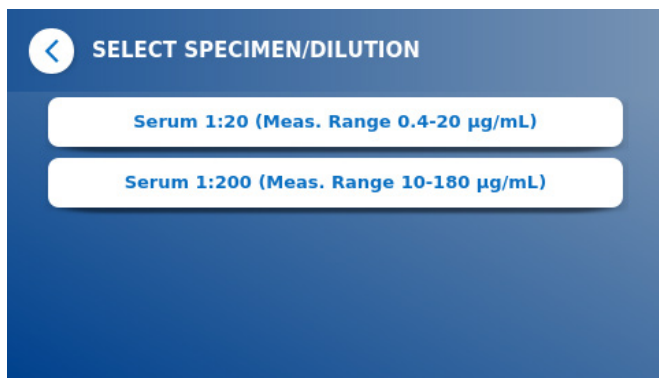 SELECT SPECIMEN/DILUTION
Serum 1:20 (Meas. Range 0.4-20 µg/mL)
Serum 1:200 (Meas. Range 10-180 µg/mL)